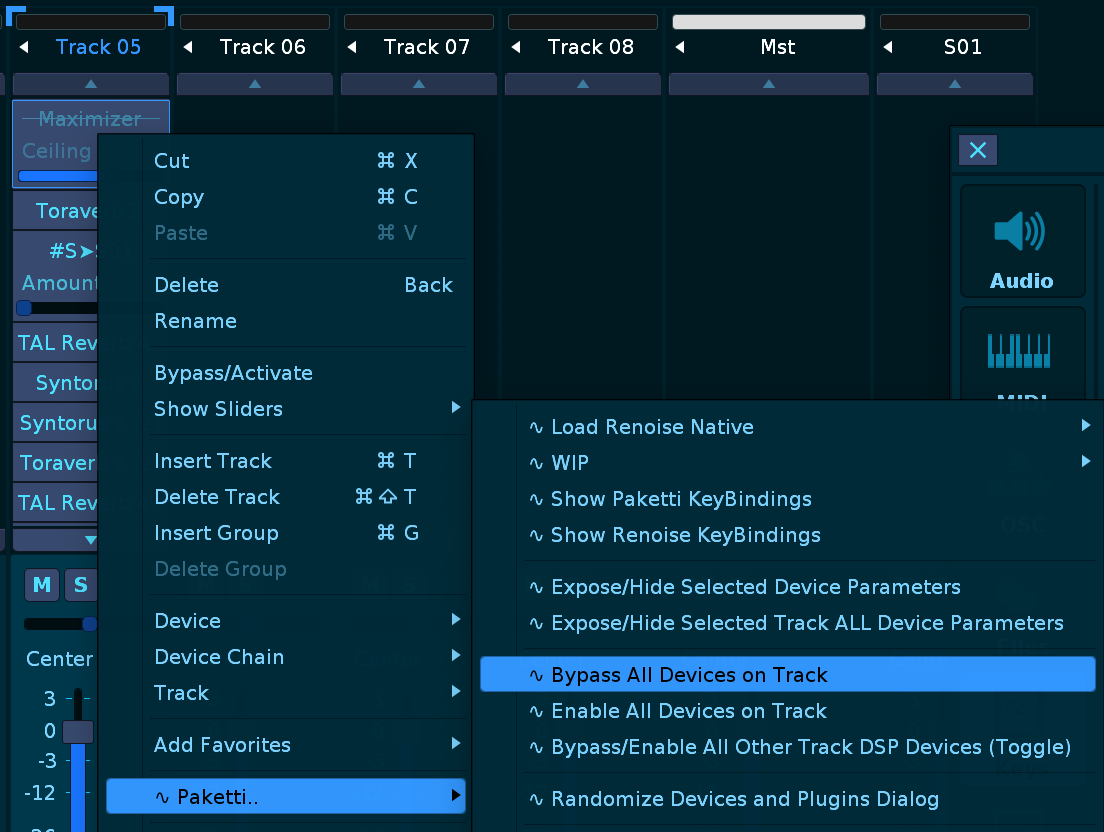 Track 05
Track 06
Track 07
Track 08
Mst
S01
Maximizer
Ceiling
Cut ⌘ X
Copy ⌘ C
Paste ⌘ V
Delete Back
Rename
Bypass/Activate
Show Sliders
Insert Track ⌘ T
Delete Track ⌘⇧T
Insert Group ⌘ G
Delete Group
Device
Device Chain
Track
Add Favorites
∿ Paketti..
Torave
#S➤
Amount
TAL Rev
Synto
Syntoru
Toraver
TAL Rev
M S
Center
3
0
-3
-12
Audio
MIDI
∿ Load Renoise Native
∿ WIP
∿ Show Paketti KeyBindings
∿ Show Renoise KeyBindings
∿ Expose/Hide Selected Device Parameters
∿ Expose/Hide Selected Track ALL Device Parameters
∿ Bypass All Devices on Track
∿ Enable All Devices on Track
∿ Bypass/Enable All Other Track DSP Devices (Toggle)
∿ Randomize Devices and Plugins Dialog